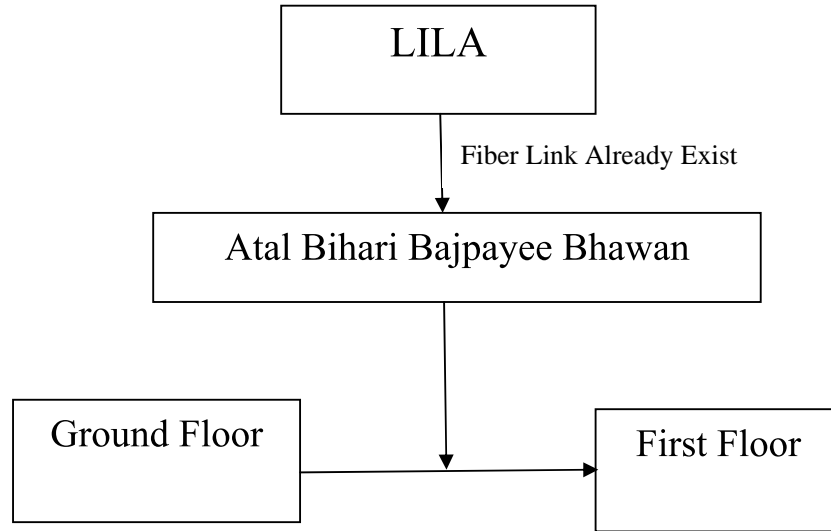 LILA
Fiber Link Already Exist
Atal Bihari Bajpayee Bhawan
Ground Floor
First Floor